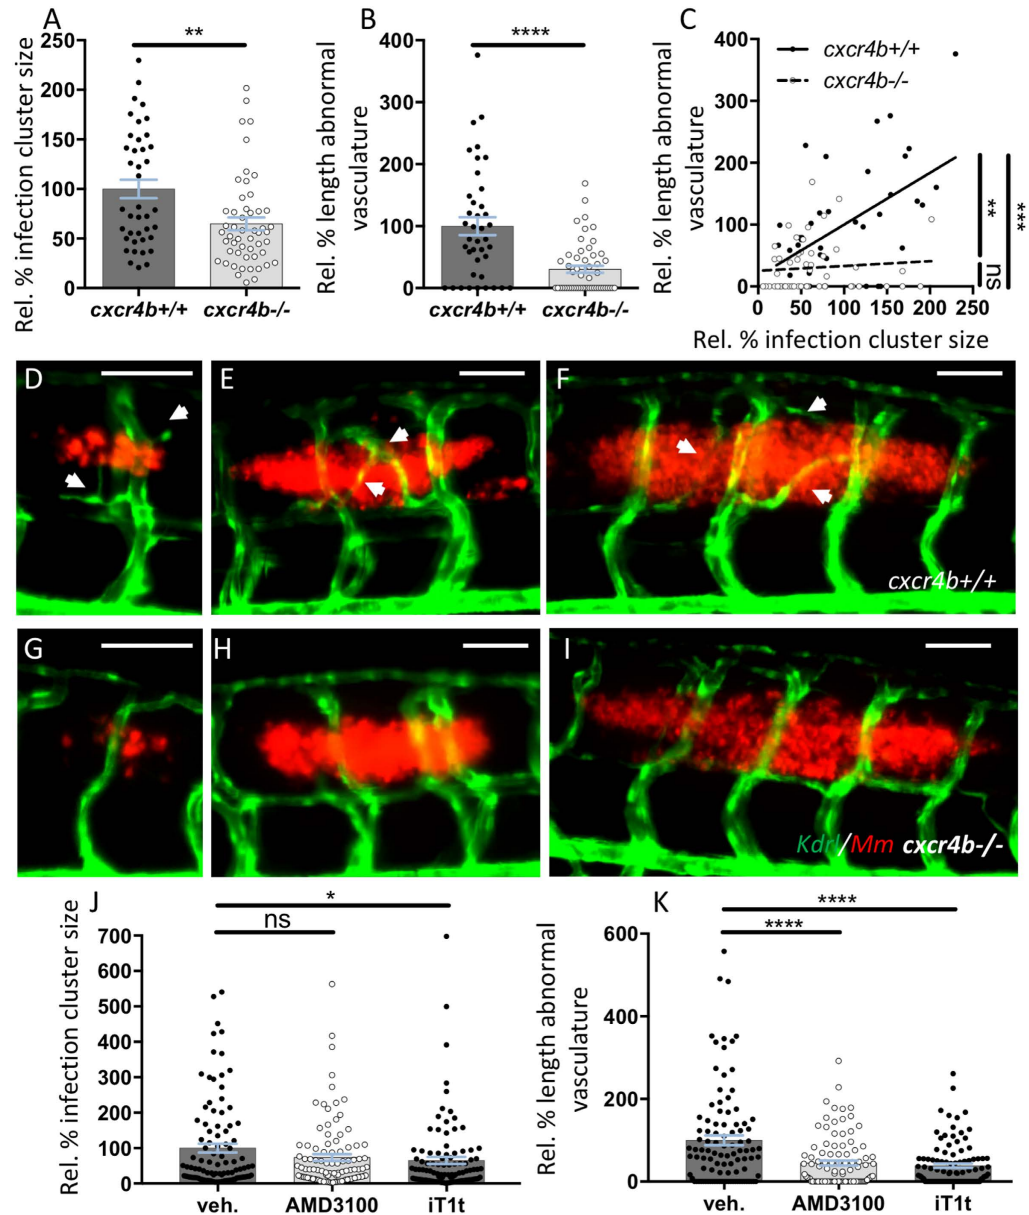 A
**
Rel. % infection cluster size
250
200
150
100
50
0
cxcr4b+/+ cxcr4b-/-
B
****
Rel. % length abnormal
vasculature
400
300
200
100
0
cxcr4b+/+ cxcr4b-/-
C
cxcr4b+/+
cxcr4b-/-
Rel. % length abnormal
vasculature
400
300
200
100
0
0 50 100 150 200 250
Rel. % infection cluster size
**
***
ns
D
E
F
cxcr4b+/+
G
H
I
Kdrl/Mm cxcr4b-/-
J
*
ns
Rel. % infection cluster size
700
600
500
400
300
200
100
0
veh. AMD3100 iT1t
K
****
****
Rel. % length abnormal
vasculature
600
400
200
0
veh. AMD3100 iT1t